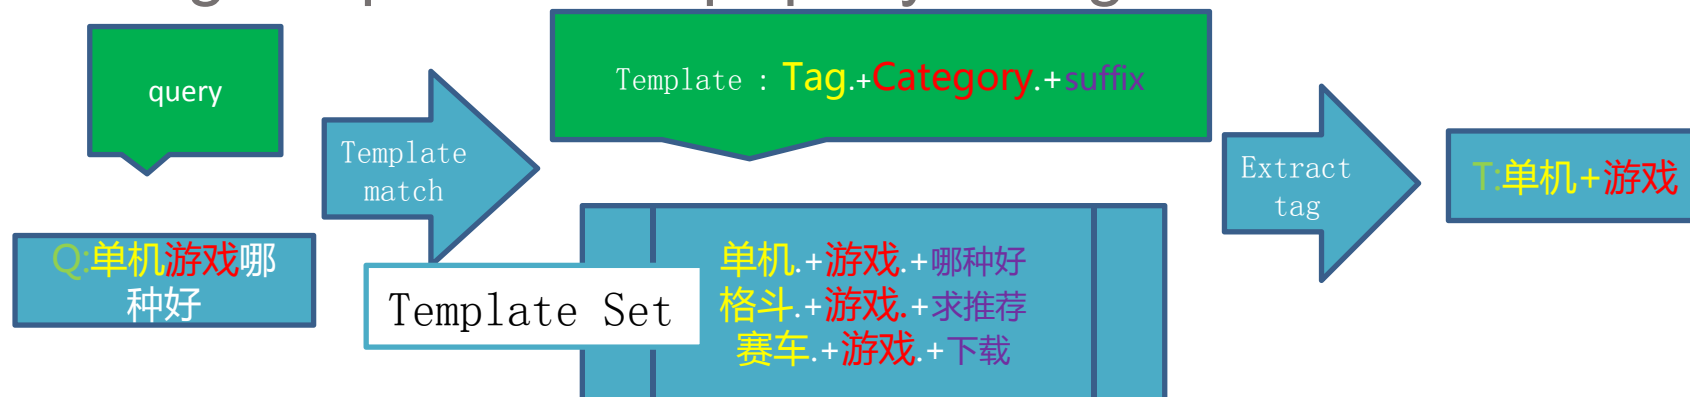 query
Template : Tag.+Category.+suffix
Template
match
Extract
tag
T:单机+游戏
Q:单机游戏哪
种好
Template Set
单机.+游戏.+哪种好
格斗.+游戏.+求推荐
赛车.+游戏.+下载